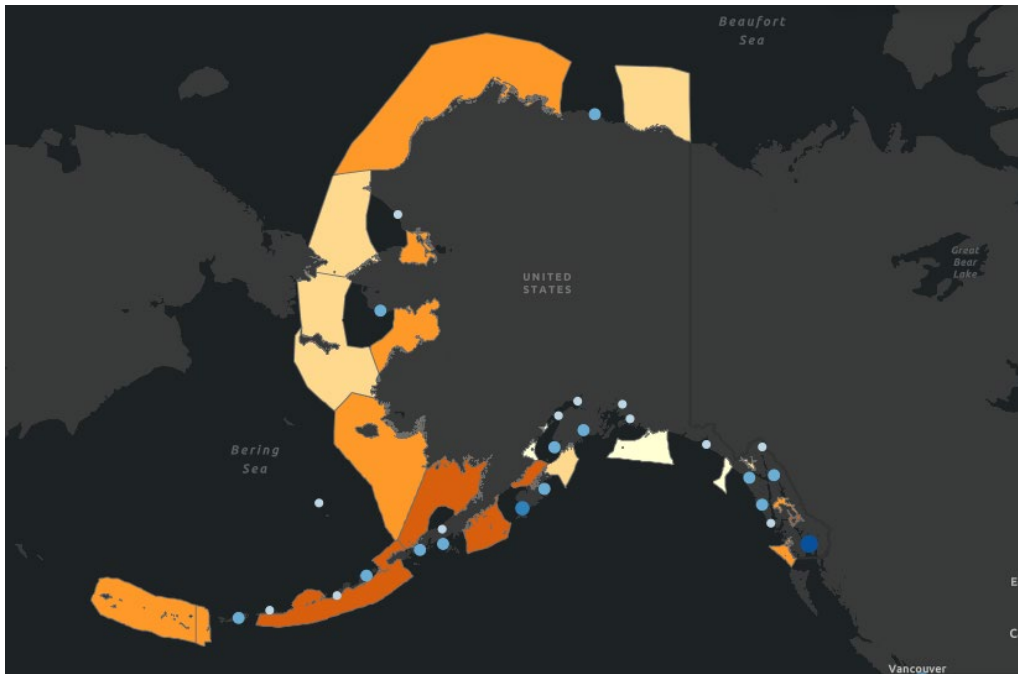 Beaufort
Sea
Great
Bear
Lake
UNITED
STATES
Bering
Sea
E
C
Vancouver